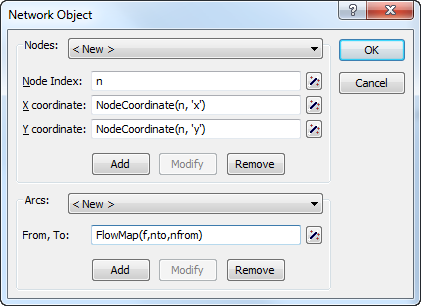 Network Object
?
Nodes:
< New >
OK
Node Index:
n
Cancel
X coordinate:
NodeCoordinate(n, 'x')
Y coordinate:
NodeCoordinate(n, 'y')
Add
Modify
Remove
Arcs:
< New >
From, To:
FlowMap(f,nto,nfrom)
Add
Modify
Remove